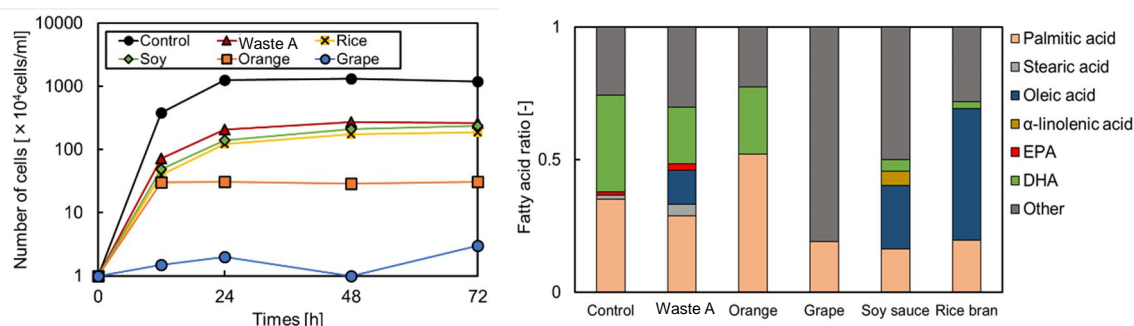 10000
1000
100
10
1
Number of cells [×10⁴cells/ml]
Control Waste A Rice
Soy Orange Grape
0 24 48 72
Times [h]
1
0.5
0
Fatty acid ratio [-]
Control Waste A Orange Grape Soy sauce Rice bran
Palmitic acid
Stearic acid
Oleic acid
α-linolenic acid
EPA
DHA
Other